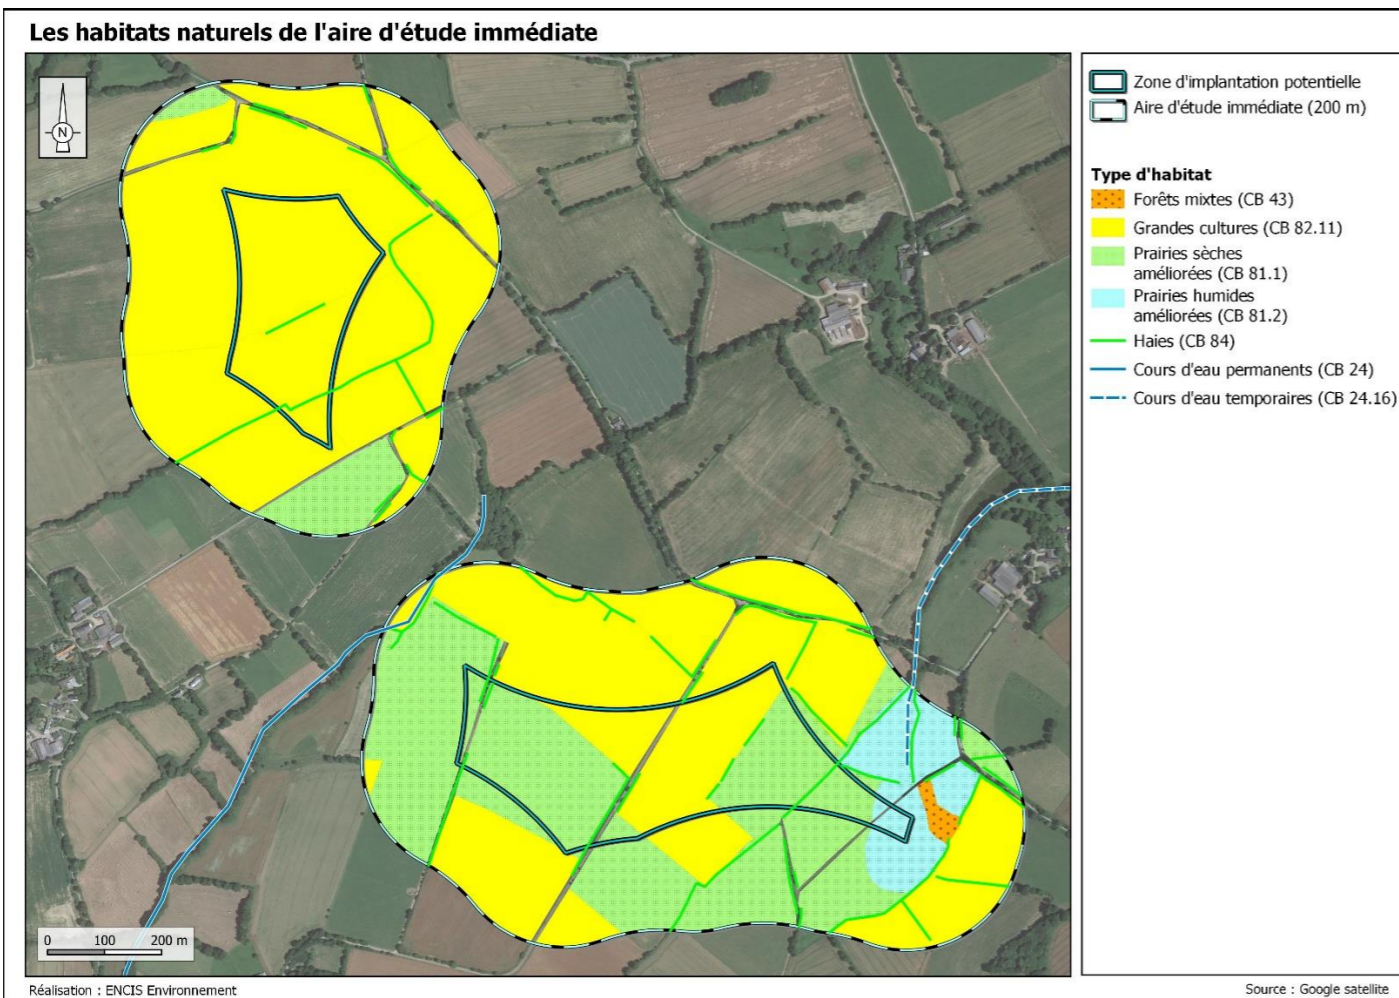 Les habitats naturels de l'aire d'étude immédiate
N
Zone d'implantation potentielle
Aire d'étude immédiate (200 m)
Type d'habitat
Forêts mixtes (CB 43)
Grandes cultures (CB 82.11)
Prairies sèches
améliorées (CB 81.1)
Prairies humides
améliorées (CB 81.2)
Haies (CB 84)
Cours d'eau permanents (CB 24)
Cours d'eau temporaires (CB 24.16)
0 100 200 m
Réalisation : ENCIS Environnement
Source : Google satellite